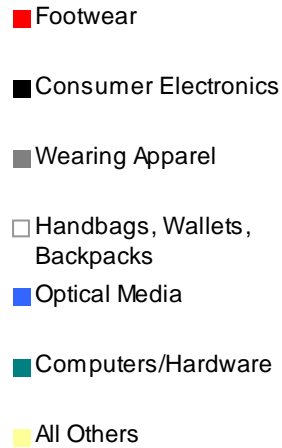 Footwear
Consumer Electronics
Wearing Apparel
Handbags, Wallets,
Backpacks
Optical Media
Computers/Hardware
All Others